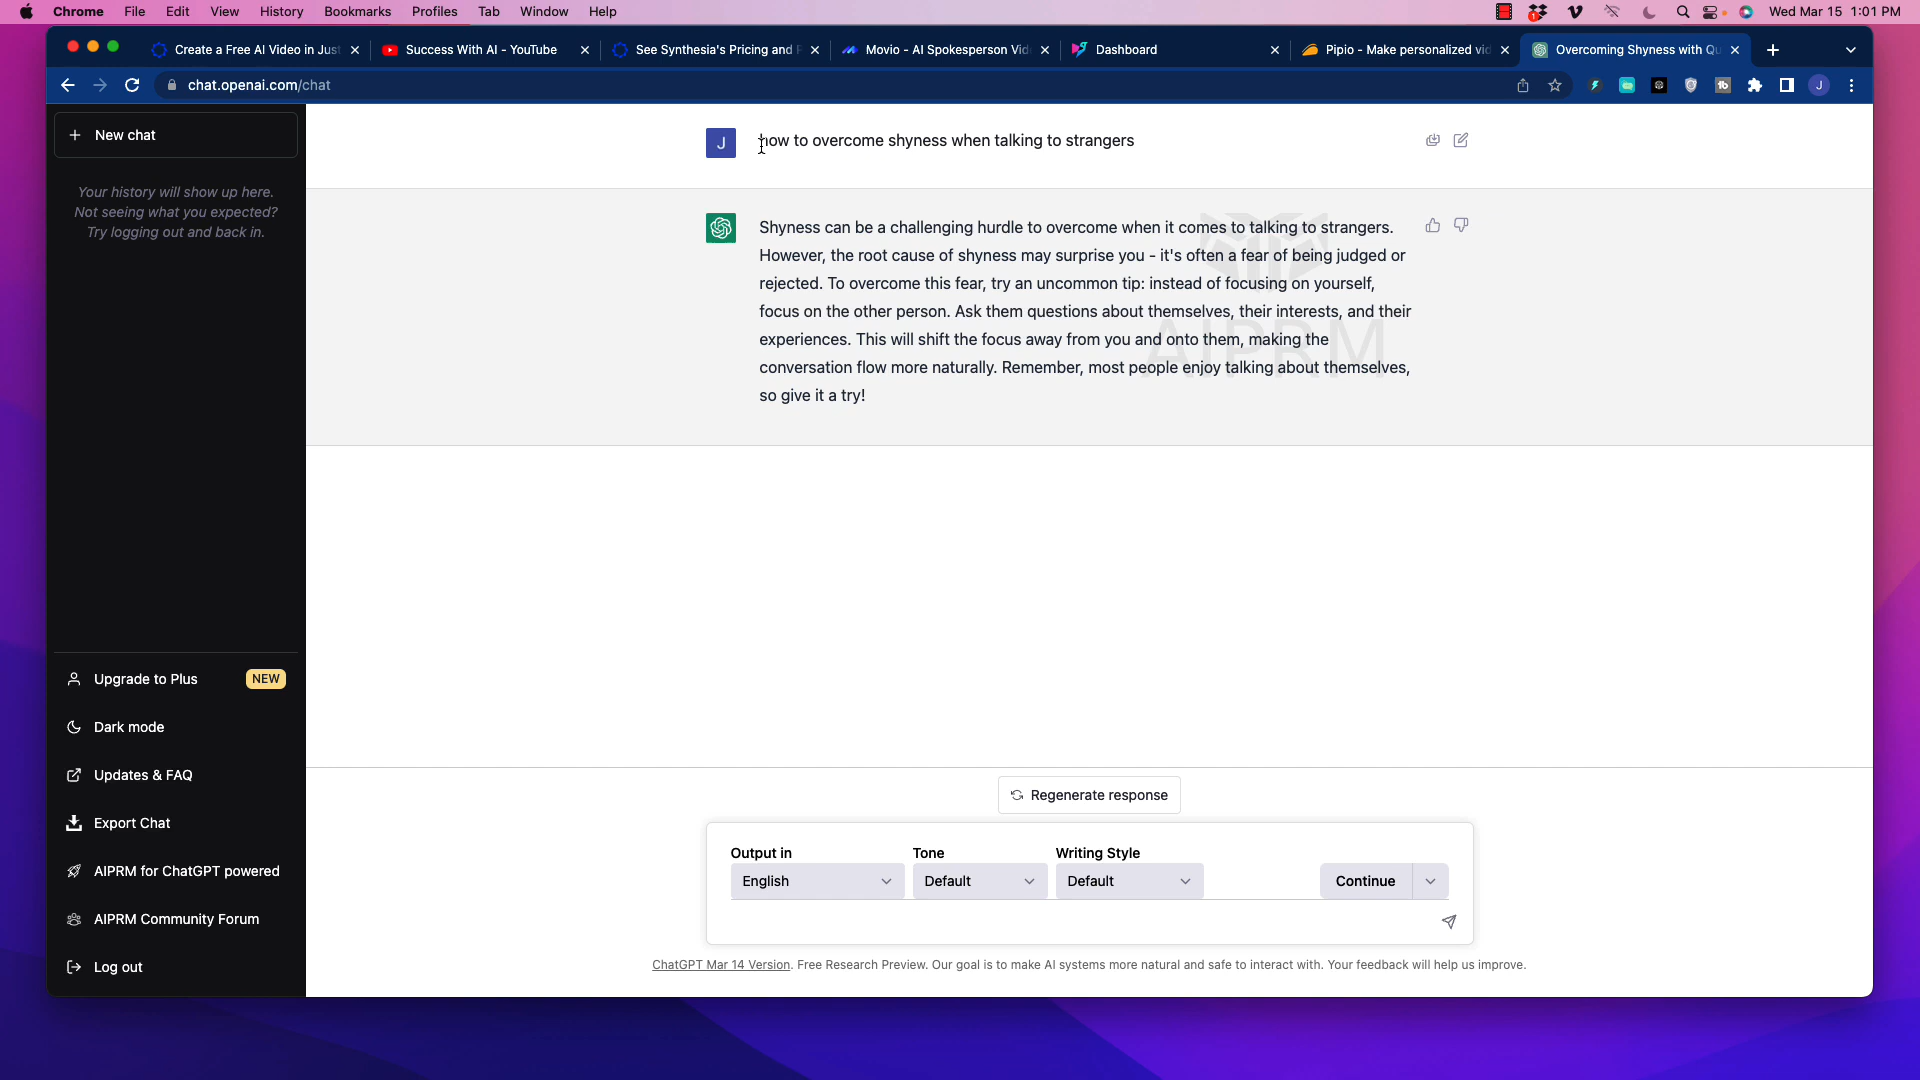 Chrome File Edit View History Bookmarks Profiles Tab Window Help Wed Mar 15 1:01 PM
Create a Free AI Video in Just
Success With AI - YouTube
See Synthesia's Pricing and
Movio - AI Spokesperson Vid
Dashboard
Pipio - Make personalized vid
Overcoming Shyness with Qu
chat.openai.com/chat
J
New chat
Your history will show up here.
Not seeing what you expected?
Try logging out and back in.
J
how to overcome shyness when talking to strangers
Shyness can be a challenging hurdle to overcome when it comes to talking to strangers.
However, the root cause of shyness may surprise you - it's often a fear of being judged or
rejected. To overcome this fear, try an uncommon tip: instead of focusing on yourself,
focus on the other person. Ask them questions about themselves, their interests, and their
experiences. This will shift the focus away from you and onto them, making the
conversation flow more naturally. Remember, most people enjoy talking about themselves,
so give it a try!
AIPRM
Upgrade to Plus NEW
Dark mode
Updates & FAQ
Export Chat
AIPRM for ChatGPT powered
AIPRM Community Forum
Log out
Regenerate response
Output in Tone Writing Style
English Default Default Continue
ChatGPT Mar 14 Version. Free Research Preview. Our goal is to make AI systems more natural and safe to interact with. Your feedback will help us improve.